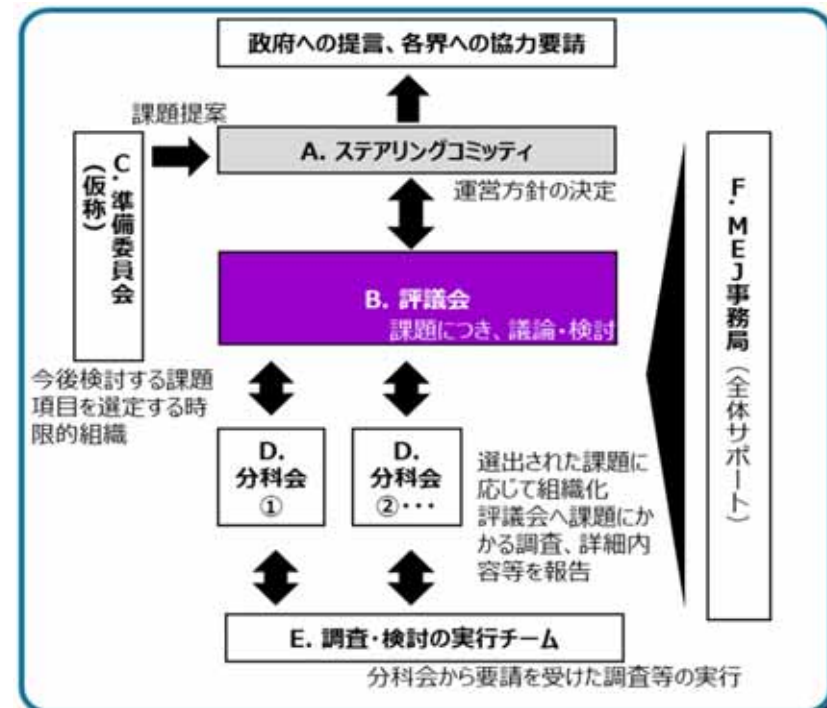 政府への提言、各界への協力要請
課題提案
A. ステアリングコミッティ
運営方針の決定
C. 準備委員会
(仮称)
B. 評議会
課題につき、議論・検討
今後検討する課題
項目を選定する時
限的組織
D.
分科会
①
D.
分科会
②・・・
選出された課題に
応じて組織化
評議会へ課題にか
かる調査、詳細内
容等を報告
E. 調査・検討の実行チーム
分科会から要請を受けた調査等の実行
F. MEJ事務局(全体サポート)